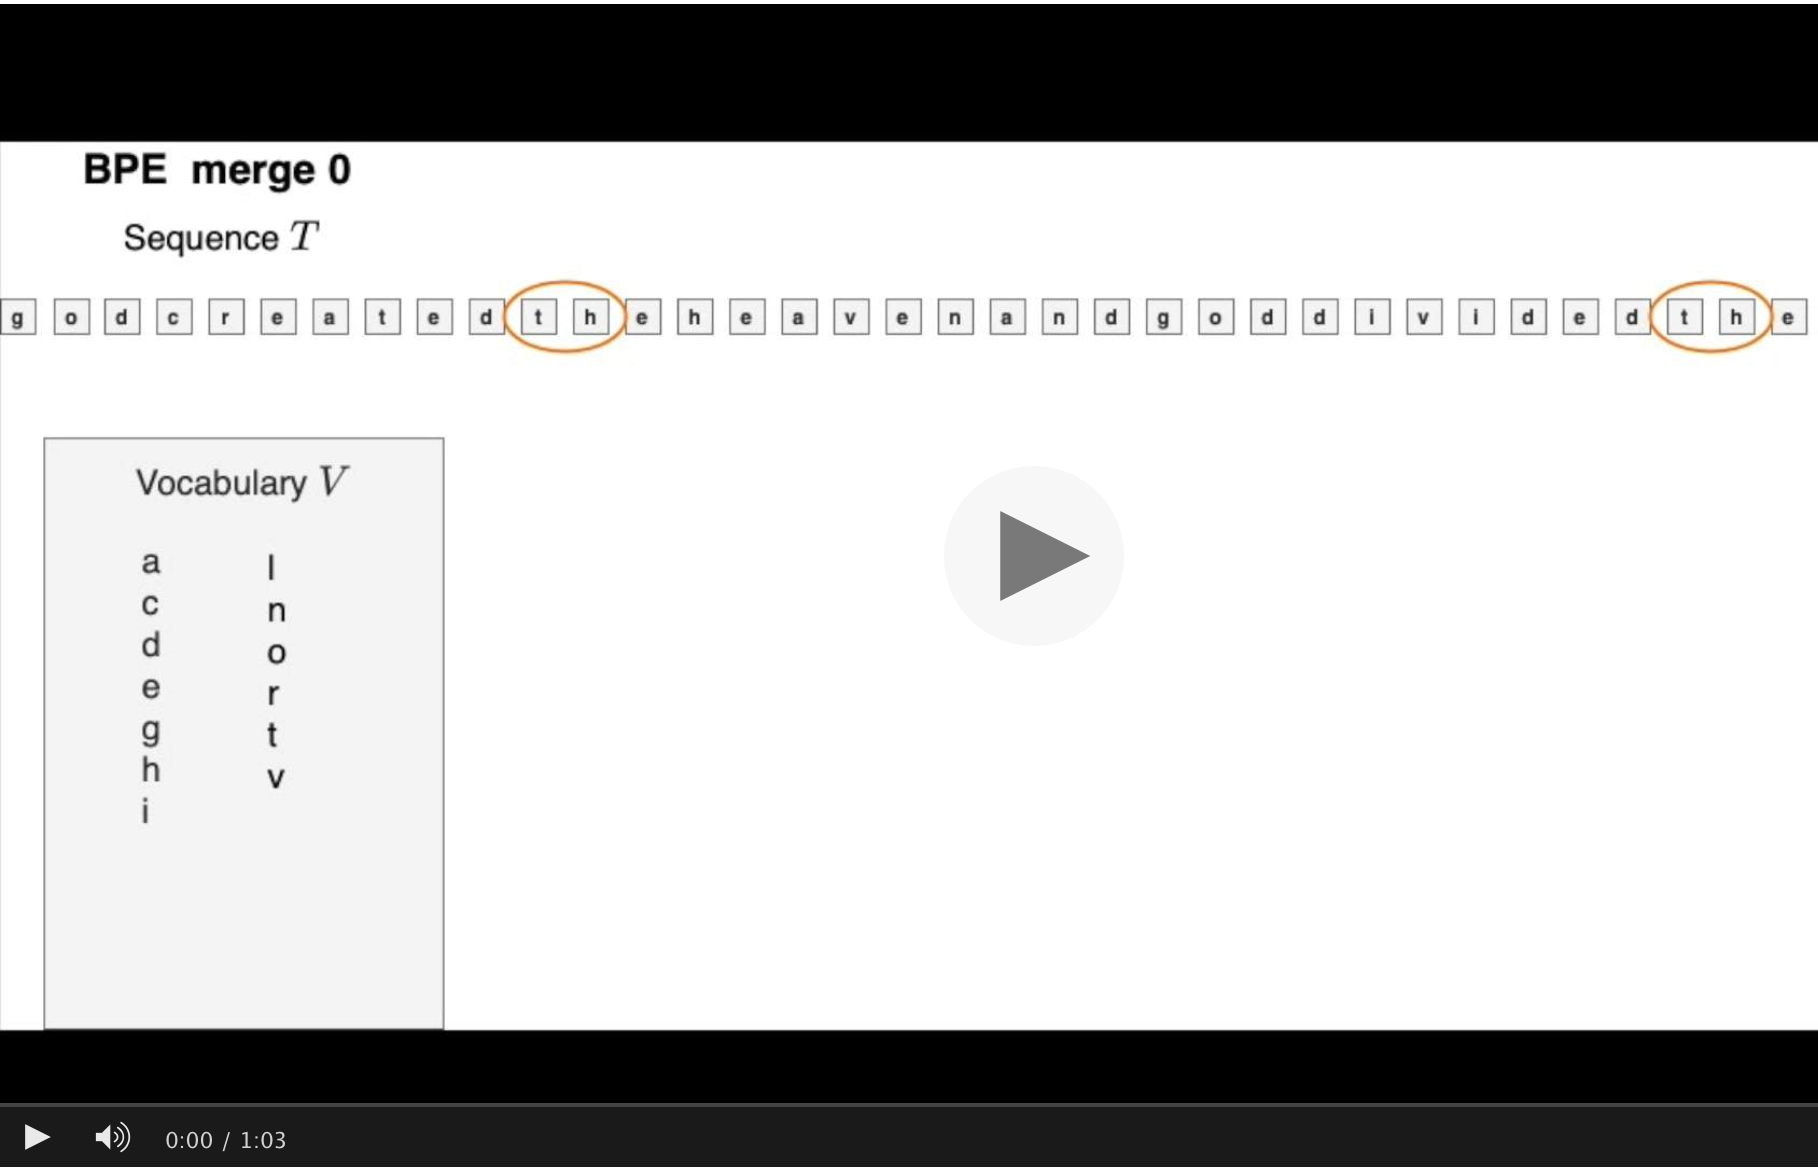 BPE merge 0
Sequence T
g o d c r e a t e d t h e h e a v e n a n d g o d d i v i d e d t h e
Vocabulary V
a l
c n
d o
e r
g t
h v
i
0:00 / 1:03